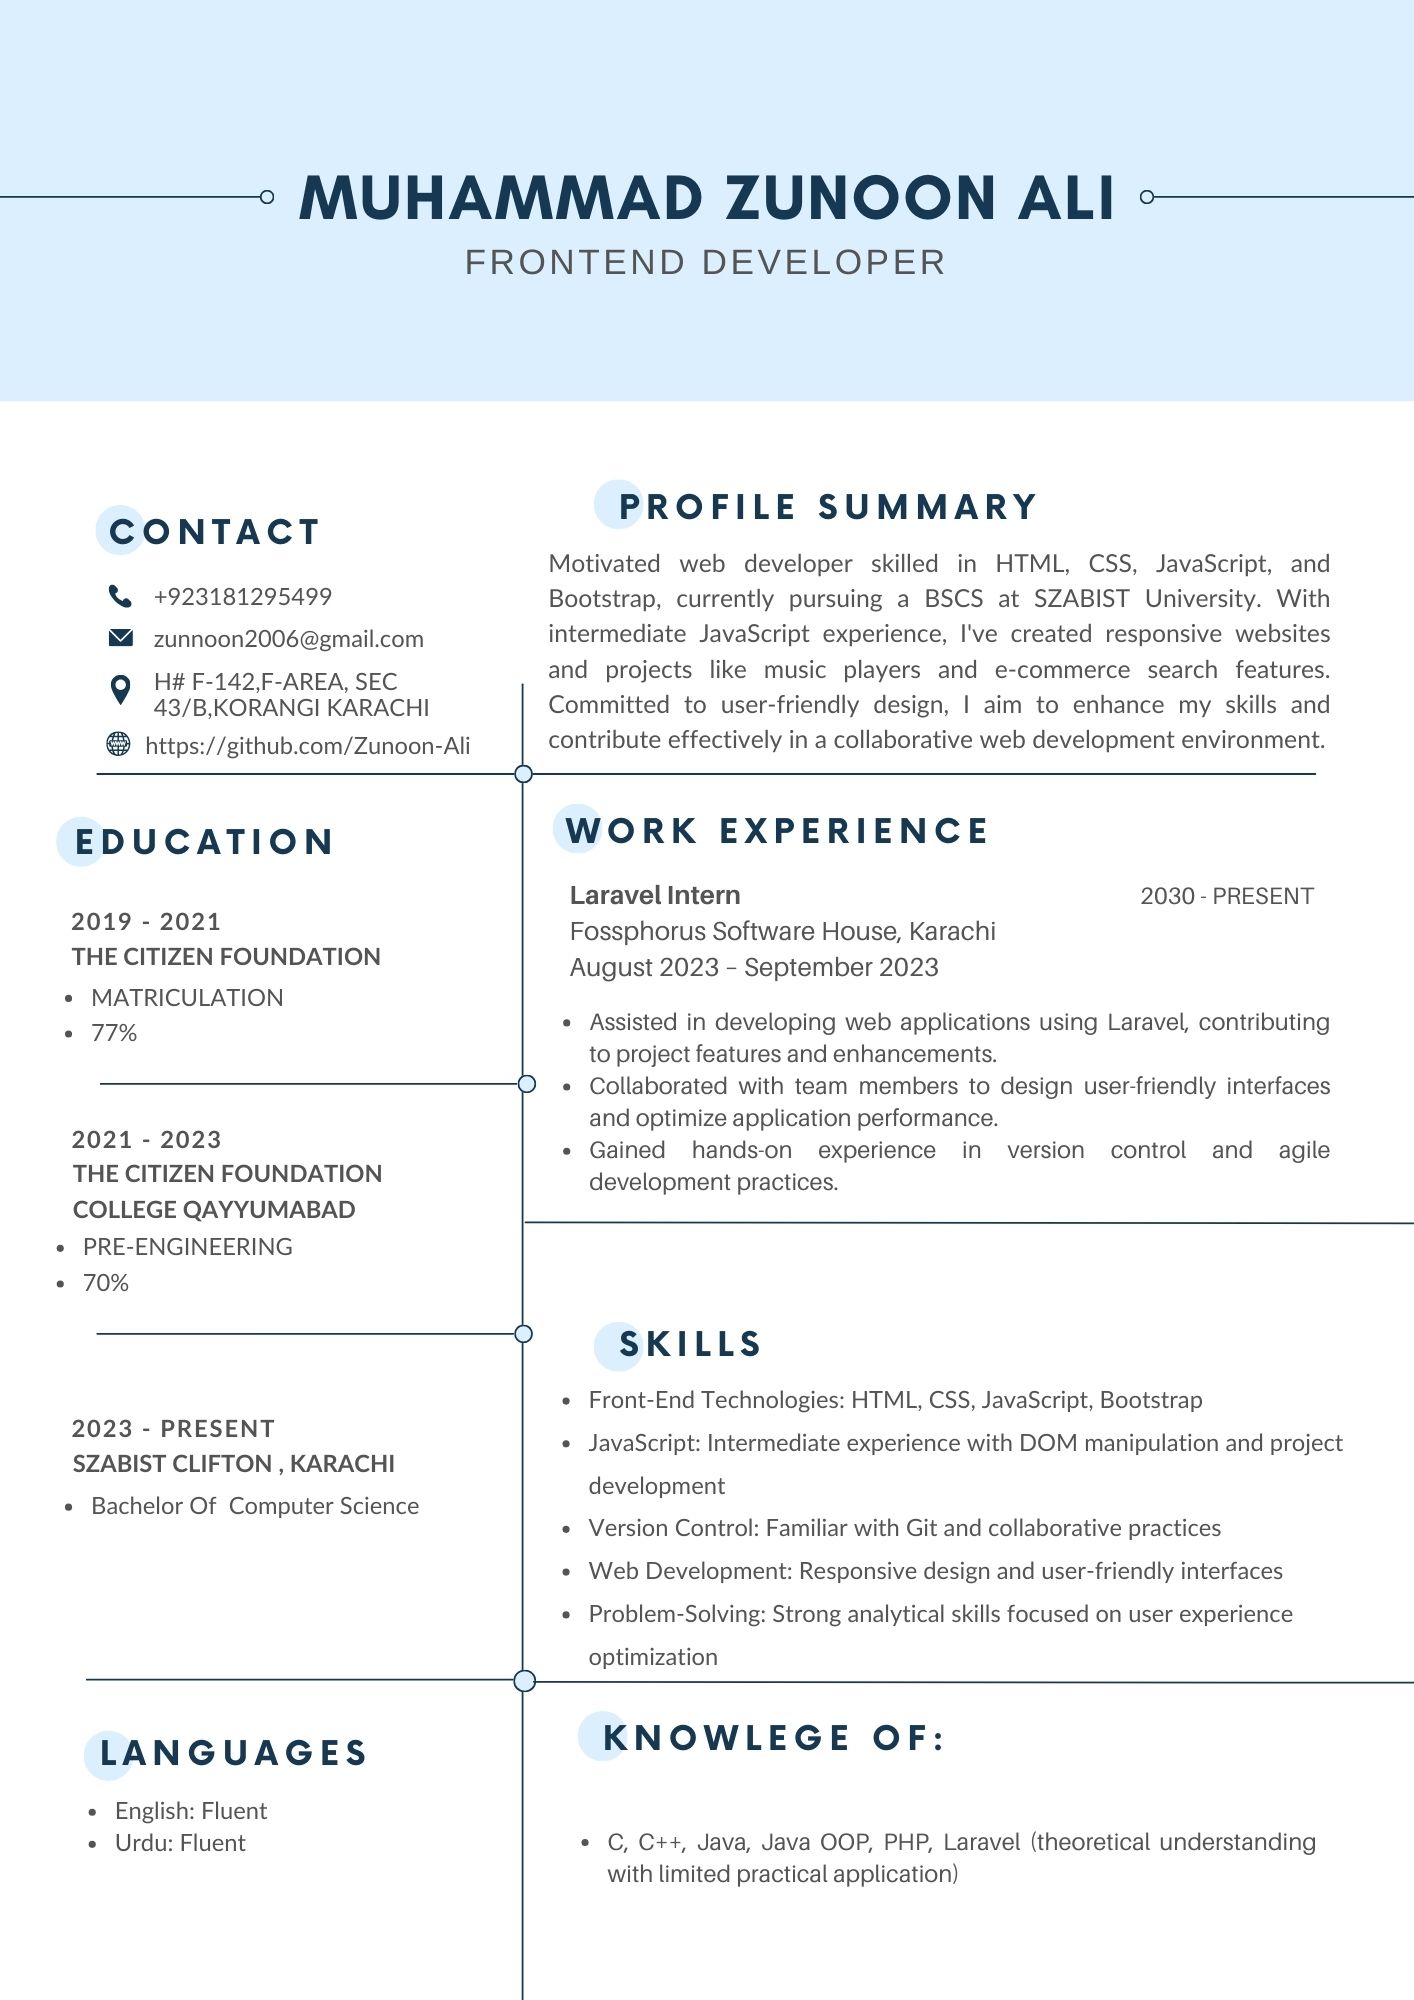 MUHAMMAD ZUNOON ALI
FRONTEND DEVELOPER
CONTACT
+923181295499
zunnoon2006@gmail.com
H# F-142,F-AREA, SEC
43/B,KORANGI KARACHI
https://github.com/Zunoon-Ali
EDUCATION
2019 - 2021
THE CITIZEN FOUNDATION
• MATRICULATION
• 77%
2021 - 2023
THE CITIZEN FOUNDATION
COLLEGE QAYYUMABAD
• PRE-ENGINEERING
• 70%
2023 - PRESENT
SZABIST CLIFTON , KARACHI
• Bachelor Of  Computer Science
LANGUAGES
• English: Fluent
• Urdu: Fluent
PROFILE SUMMARY
Motivated web developer skilled in HTML, CSS, JavaScript, and
Bootstrap, currently pursuing a BSCS at SZABIST University. With
intermediate JavaScript experience, I've created responsive websites
and projects like music players and e-commerce search features.
Committed to user-friendly design, I aim to enhance my skills and
contribute effectively in a collaborative web development environment.
WORK EXPERIENCE
Laravel Intern 2030 - PRESENT
Fossphorus Software House, Karachi
August 2023 – September 2023
• Assisted in developing web applications using Laravel, contributing
to project features and enhancements.
• Collaborated with team members to design user-friendly interfaces
and optimize application performance.
• Gained hands-on experience in version control and agile
development practices.
SKILLS
• Front-End Technologies: HTML, CSS, JavaScript, Bootstrap
• JavaScript: Intermediate experience with DOM manipulation and project
development
• Version Control: Familiar with Git and collaborative practices
• Web Development: Responsive design and user-friendly interfaces
• Problem-Solving: Strong analytical skills focused on user experience
optimization
KNOWLEGE OF:
• C, C++, Java, Java OOP, PHP, Laravel (theoretical understanding
with limited practical application)